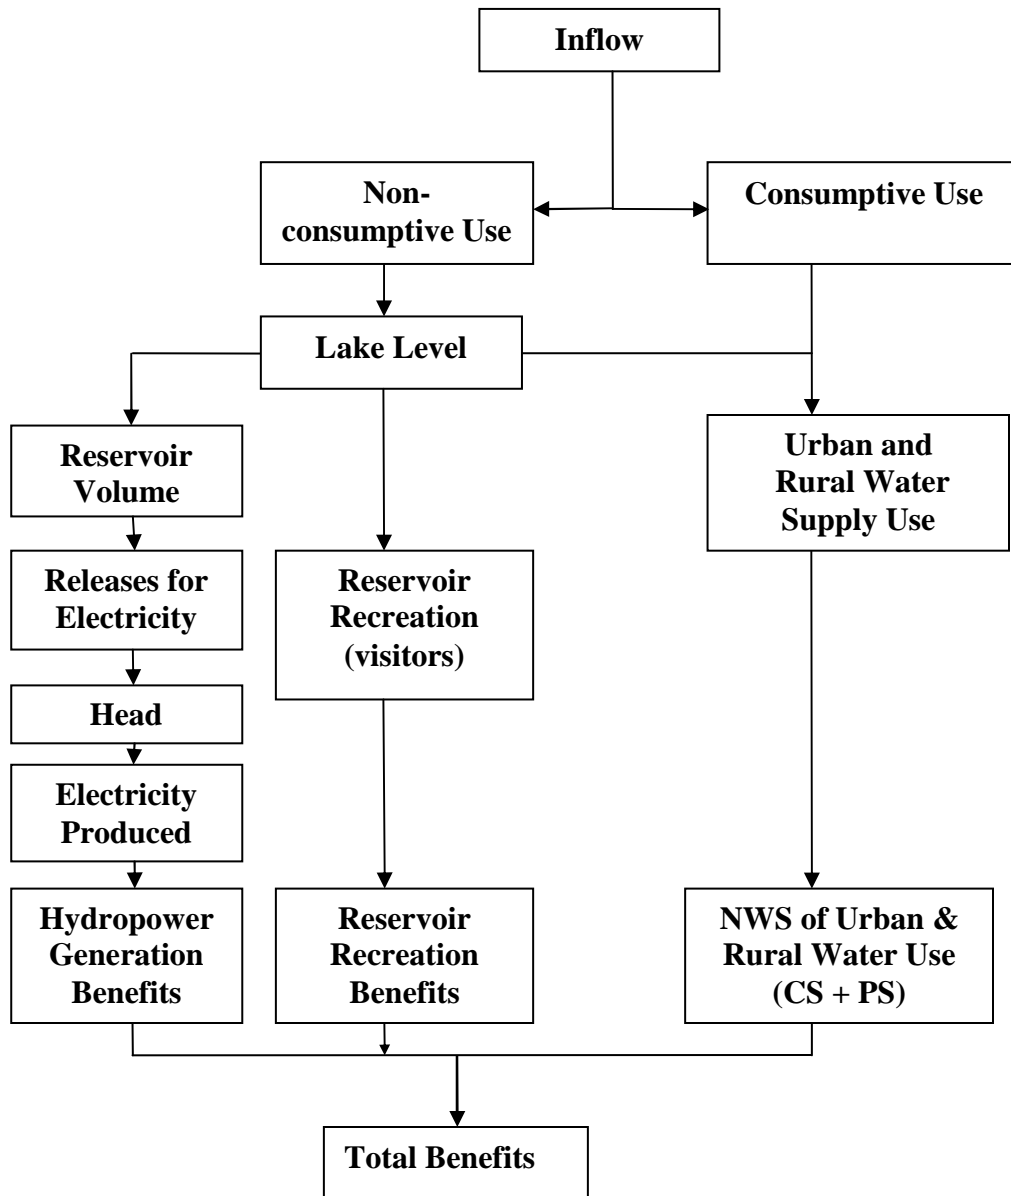 Inflow
Non-
consumptive Use
Consumptive Use
Lake Level
Reservoir
Volume
Urban and
Rural Water
Supply Use
Releases for
Electricity
Reservoir
Recreation
(visitors)
Head
Electricity
Produced
Hydropower
Generation
Benefits
Reservoir
Recreation
Benefits
NWS of Urban &
Rural Water Use
(CS + PS)
Total Benefits